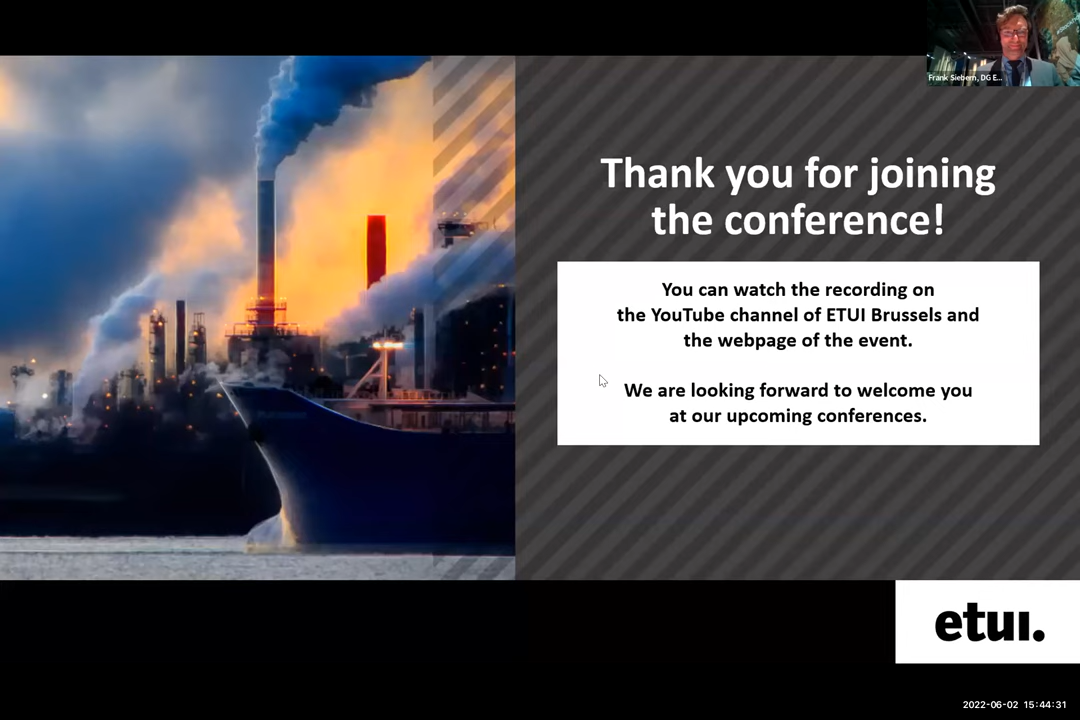 Frank Siebern, DG E...
Thank you for joining
the conference!
You can watch the recording on
the YouTube channel of ETUI Brussels and
the webpage of the event.
We are looking forward to welcome you
at our upcoming conferences.
etui.
2022-06-02 15:44:31